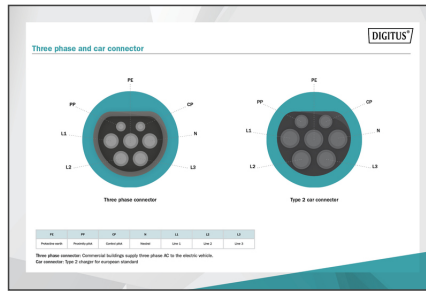 DIGITUS®
Three phase and car connector
PE
PP
CP
L1
N
L2
L3
Three phase connector
PE
PP
CP
L1
N
L2
L3
Type 2 car connector
PE PP CP N L1 L2 L3
Protective earth Proximity pilot Control pilot Neutral Line 1 Line 2 Line 3
Three phase connector: Commercial buildings supply three phase AC to the electric vehicle.
Car connector: Type 2 charger for european standard